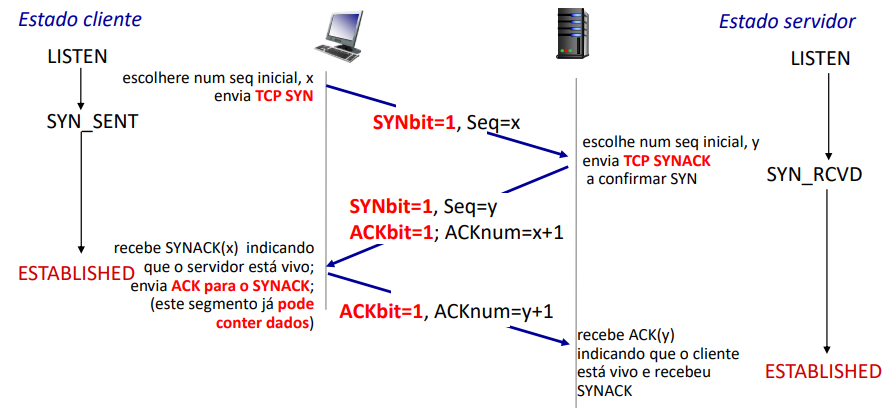 Estado cliente
Estado servidor
LISTEN
LISTEN
escolhere num seq inicial, x
envia TCP SYN
SYN_SENT
SYNbit=1, Seq=x
escolhe num seq inicial, y
envia TCP SYNACK
a confirmar SYN
SYN_RCVD
SYNbit=1, Seq=y
ACKbit=1; ACKnum=x+1
recebe SYNACK(x) indicando
que o servidor está vivo;
envia ACK para o SYNACK;
(este segmento já pode
conter dados)
ESTABLISHED
ACKbit=1, ACKnum=y+1
recebe ACK(y)
indicando que o cliente
está vivo e recebeu
SYNACK
ESTABLISHED